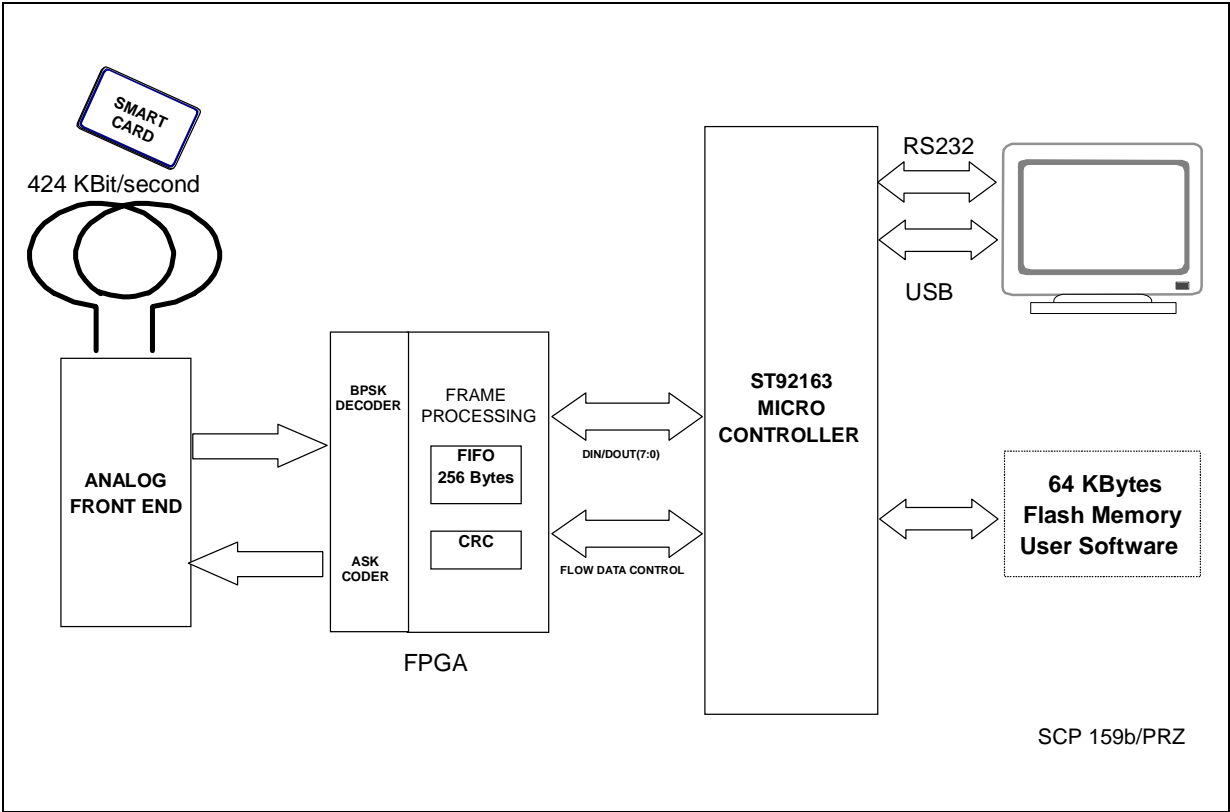 SMART
CARD
424 KBit/second
ANALOG
FRONT END
BPSK
DECODER
ASK
CODER
FRAME
PROCESSING
FIFO
256 Bytes
CRC
FPGA
DIN/DOUT(7:0)
FLOW DATA CONTROL
ST92163
MICRO
CONTROLLER
RS232
USB
64 KBytes
Flash Memory
User Software
SCP 159b/PRZ